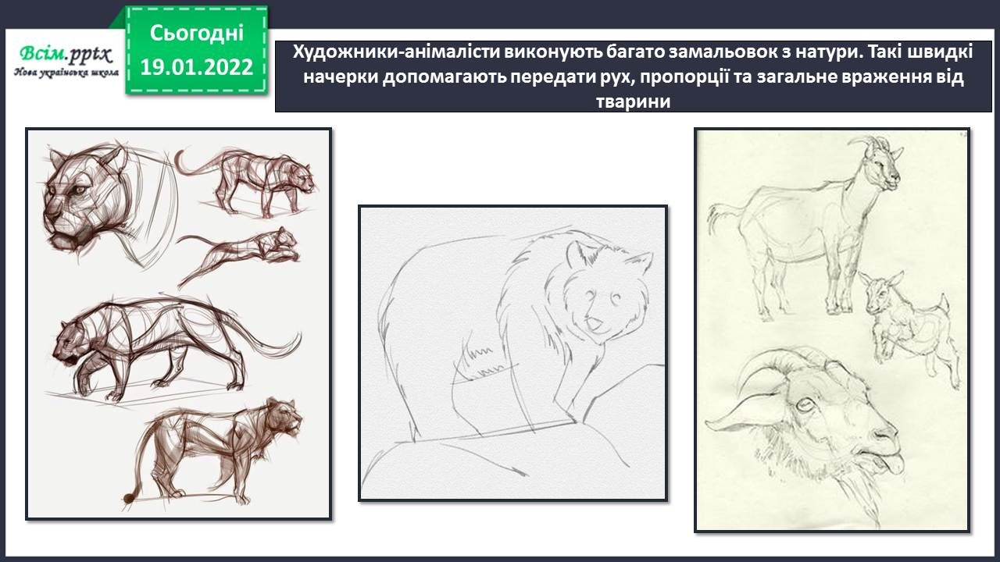 Всім.pptx
Нова українська школа
Сьогодні
19.01.2022
Художники-анімалісти виконують багато замальовок з натури. Такі швидкі
начерки допомагають передати рух, пропорції та загальне враження від
тварини